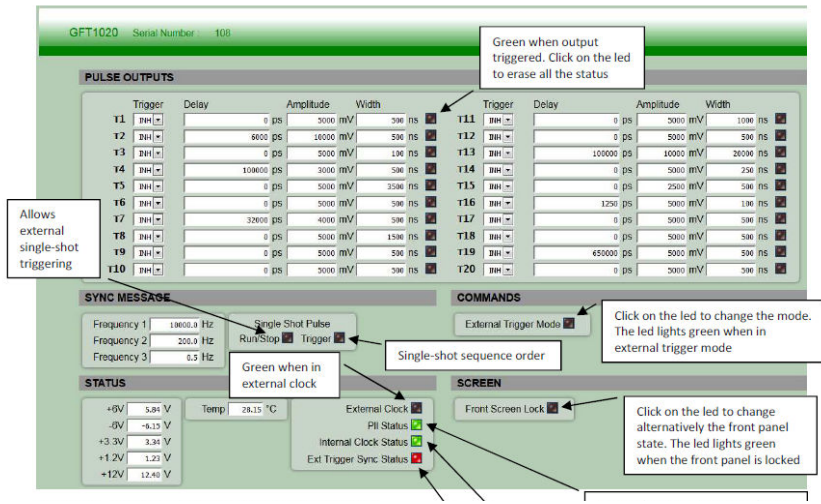 GFT1020 Serial Number 108
Green when output
triggered. Click on the led
to erase all the status
PULSE OUTPUTS
Trigger Delay Amplitude Width
T1 INH 0 ps 5000 mV 500 ns
T2 INH 6000 ps 10000 mV 500 ns
T3 INH 0 ps 5000 mV 100 ns
T4 INH 100000 ps 3000 mV 500 ns
T5 INH 0 ps 5000 mV 3500 ns
T6 INH 0 ps 5000 mV 500 ns
T7 INH 32000 ps 4000 mV 500 ns
T8 INH 0 ps 5000 mV 1500 ns
T9 INH 0 ps 5000 mV 500 ns
T10 INH 0 ps 5000 mV 500 ns
Trigger Delay Amplitude Width
T11 INH 0 ps 5000 mV 1000 ns
T12 INH 0 ps 5000 mV 500 ns
T13 INH 100000 ps 10000 mV 20000 ns
T14 INH 0 ps 5000 mV 250 ns
T15 INH 0 ps 2500 mV 500 ns
T16 INH 1250 ps 5000 mV 100 ns
T17 INH 0 ps 5000 mV 500 ns
T18 INH 0 ps 5000 mV 500 ns
T19 INH 650000 ps 5000 mV 500 ns
T20 INH 0 ps 5000 mV 500 ns
Allows
external
single-shot
triggering
SYNC MESSAGE
Frequency 1 10000.0 Hz
Frequency 2 200.0 Hz
Frequency 3 0.5 Hz
Single Shot Pulse
Run/Stop Trigger
Single-shot sequence order
COMMANDS
External Trigger Mode
Click on the led to change the mode.
The led lights green when in
external trigger mode
Green when in
external clock
STATUS
+6V 5.84 V
-6V -6.15 V
+3 3V 3.34 V
+1 2V 1.23 V
+12V 12.40 V
Temp 28.15 °C
External Clock
Pll Status
Internal Clock Status
Ext Trigger Sync Status
SCREEN
Front Screen Lock
Click on the led to change
alternatively the front panel
state. The led lights green
when the front panel is locked